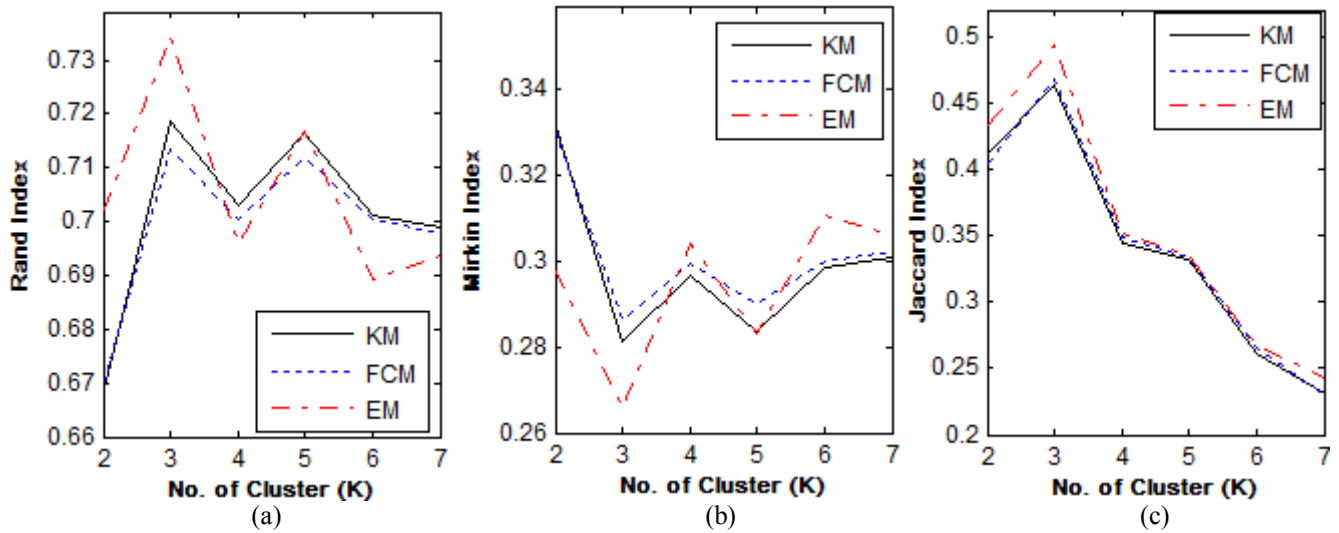 0.73
0.72
0.71
0.7
0.69
0.68
0.67
0.66
Rand Index
KM
FCM
EM
2 3 4 5 6 7
No. of Cluster (K)
(a)
0.34
0.32
0.3
0.28
0.26
Mirkin Index
KM
FCM
EM
2 3 4 5 6 7
No. of Cluster (K)
(b)
0.5
0.45
0.4
0.35
0.3
0.25
0.2
Jaccard Index
KM
FCM
EM
2 3 4 5 6 7
No. of Cluster (K)
(c)